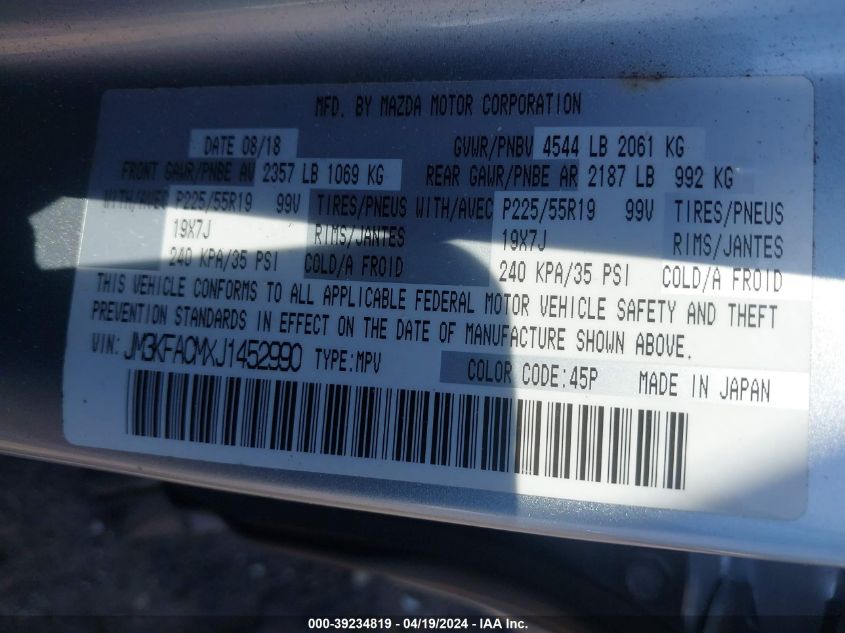 MFD. BY MAZDA MOTOR CORPORATION
DATE 08/18 GVWR/PNBV 4544 LB 2061 KG
FRONT GAWR/PNBE AV 2357 LB 1069 KG REAR GAWR/PNBE AR 2187 LB 992 KG
WITH/AVEC P225/55R19 99V TIRES/PNEUS WITH/AVEC P225/55R19 99V TIRES/PNEUS
19X7J RIMS/JANTES 19X7J RIMS/JANTES
240 KPA/35 PSI COLD/A FROID 240 KPA/35 PSI COLD/A FROID
THIS VEHICLE CONFORMS TO ALL APPLICABLE FEDERAL MOTOR VEHICLE SAFETY AND THEFT
PREVENTION STANDARDS IN EFFECT ON THE DATE OF MANUFACTURE SHOWN ABOVE.
VIN: JM3KFACMXJ1452990 TYPE:MPV COLOR CODE:45P MADE IN JAPAN
000-39234819 - 04/19/2024 - IAA Inc.